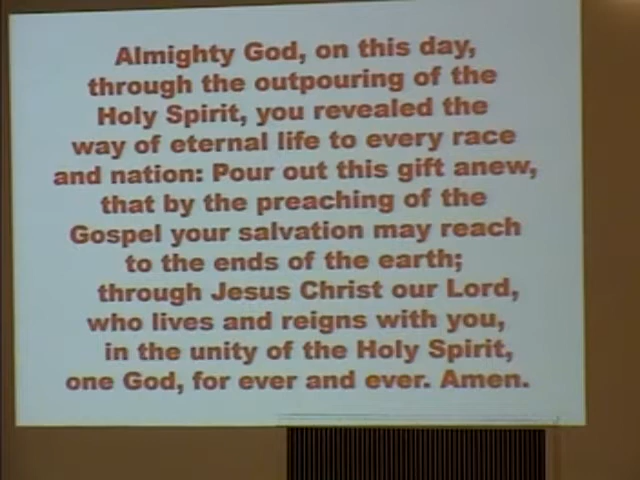 Almighty God, on this day,
through the outpouring of the
Holy Spirit, you revealed the
way of eternal life to every race
and nation: Pour out this gift anew,
that by the preaching of the
Gospel your salvation may reach
to the ends of the earth;
through Jesus Christ our Lord,
who lives and reigns with you,
in the unity of the Holy Spirit,
one God, for ever and ever. Amen.